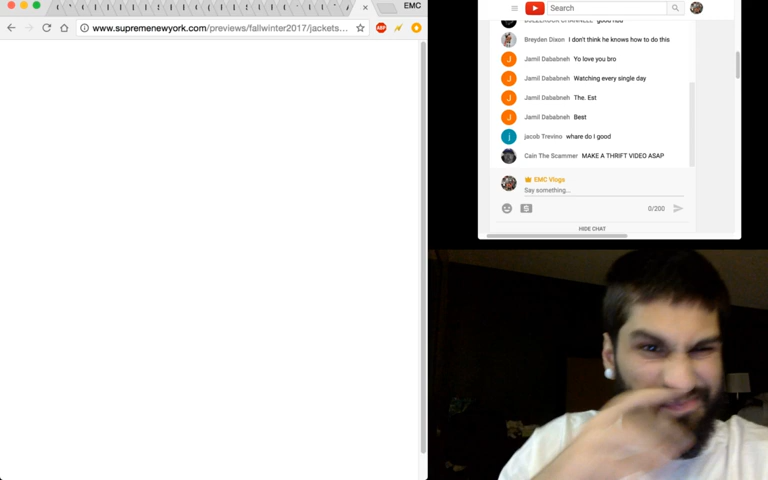 EMC
www.supremenewyork.com/previews/fallwinter2017/jackets...
ABP
Search
Breyden Dixon I don't think he knows how to do this
J Jamil Dababneh Yo love you bro
J Jamil Dababneh Watching every single day
J Jamil Dababneh The. Est
J Jamil Dababneh Best
j jacob Trevino whare do I good
Cain The Scammer MAKE A THRIFT VIDEO ASAP
EMC Vlogs
Say something...
0/200
HIDE CHAT